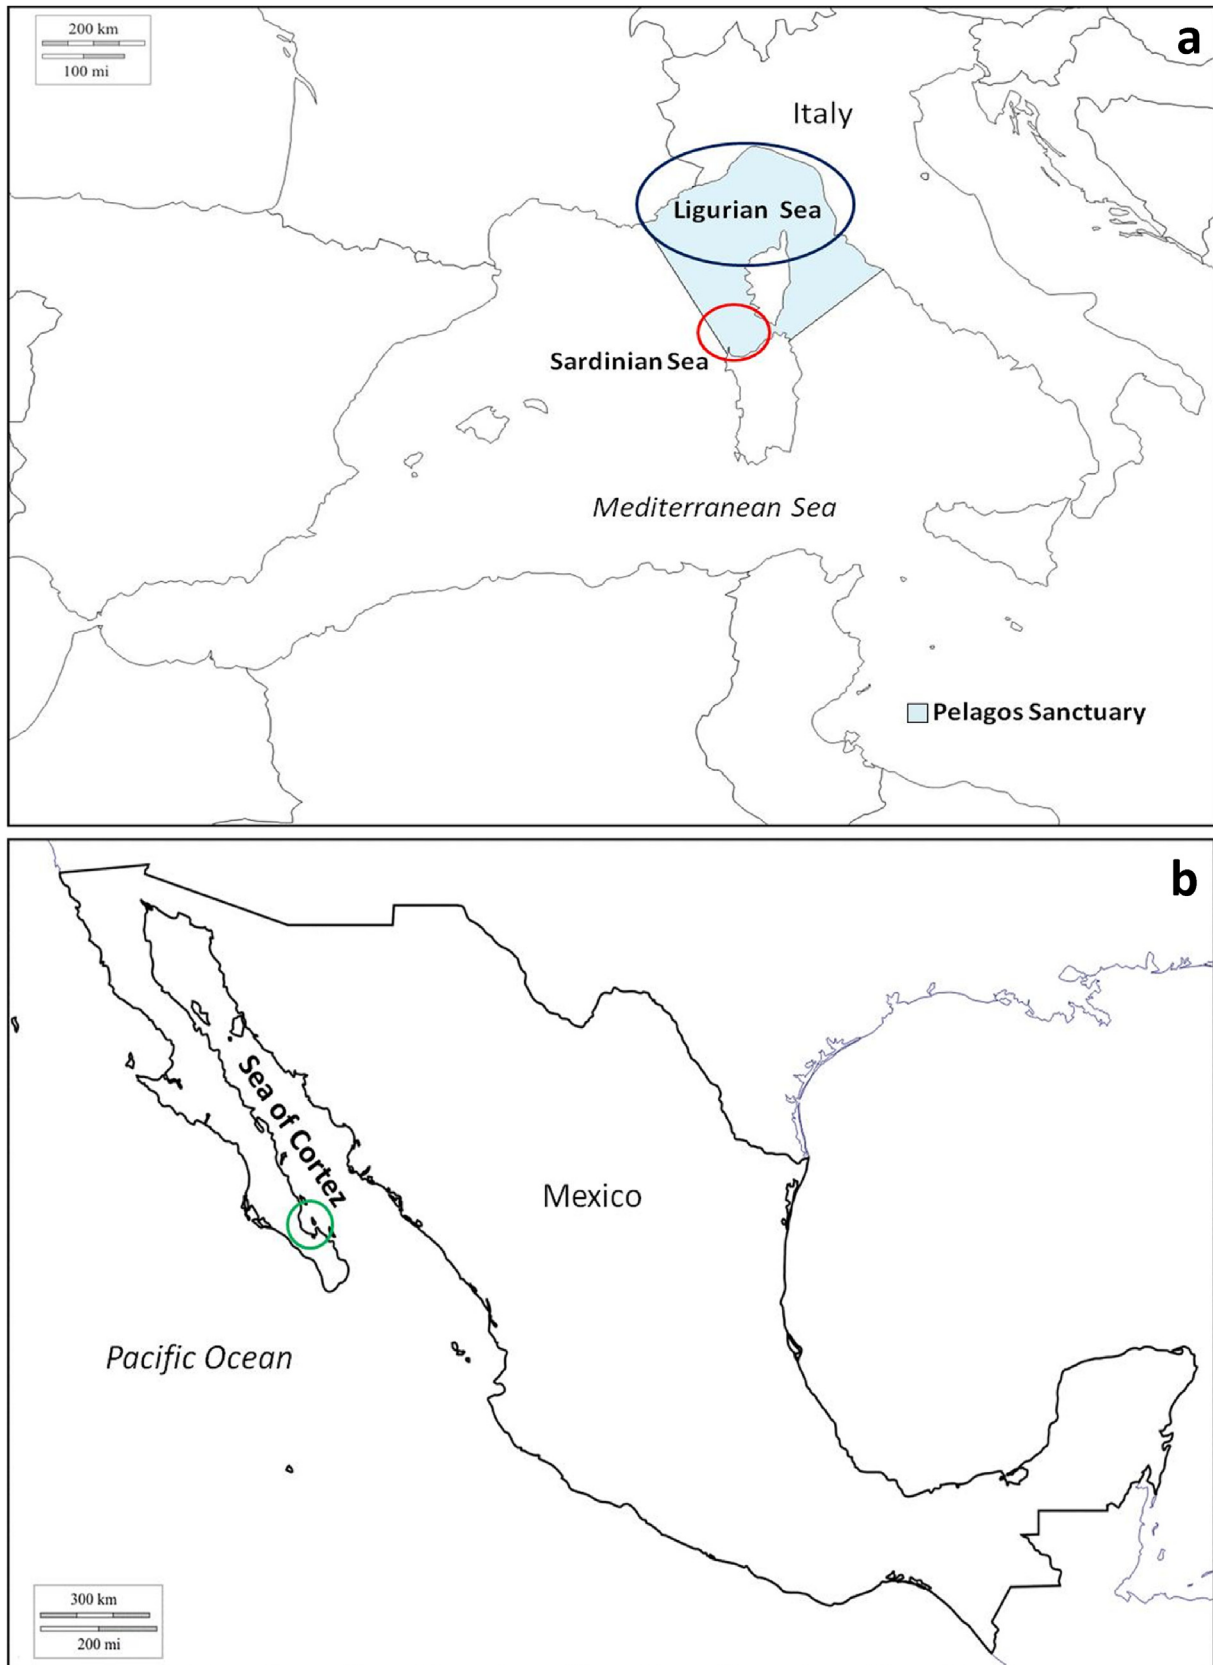 200 km
100 mi
a
Italy
Ligurian Sea
Sardinian Sea
Mediterranean Sea
Pelagos Sanctuary
b
Sea of Cortez
Mexico
Pacific Ocean
300 km
200 mi